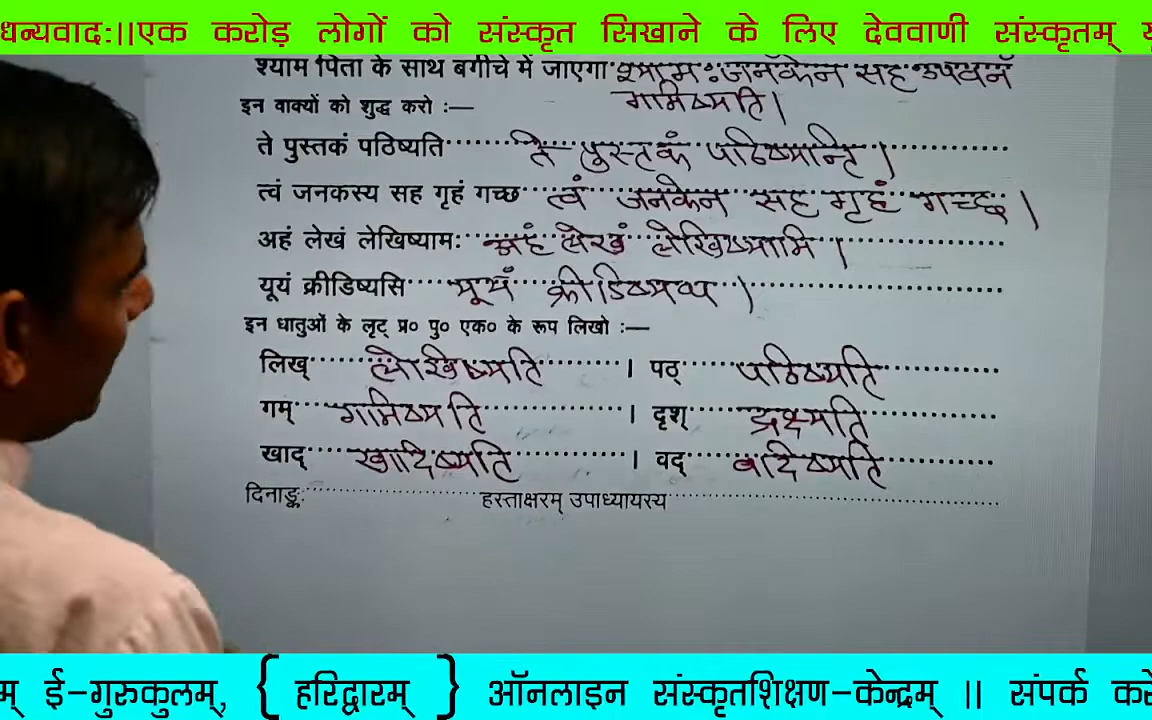 धन्यवादः||एक करोड़ लोगों को संस्कृत सिखाने के लिए देववाणी संस्कृतम्
श्याम पिता के साथ बगीचे में जाएगा श्यामःजनकेन सह उपवनं
गमिष्यति।
इन वाक्यों को शुद्ध करो :—
ते पुस्तकं पठिष्यति ते पुस्तकं पठिष्यन्ति।
त्वं जनकस्य सह गृहं गच्छ त्वं जनकेन सह गृहं गच्छ।
अहं लेखं लेखिष्यामः अहं लेखं लेखिष्यामि।
यूयं क्रीडिष्यसि यूयं क्रीडिष्यथ।
इन धातुओं के लृट् प्र० पु० एक० के रूप लिखो :—
लिख् लेखिष्यति । पठ् पठिष्यति
गम् गमिष्यति । दृश् द्रक्ष्यति
खाद् खादिष्यति । वद् वदिष्यति
दिनाङ्कः हस्ताक्षरम् उपाध्यायस्य
म् ई-गुरुकुलम्, { हरिद्वारम् } ऑनलाइन संस्कृतशिक्षण-केन्द्रम् || संपर्क करे